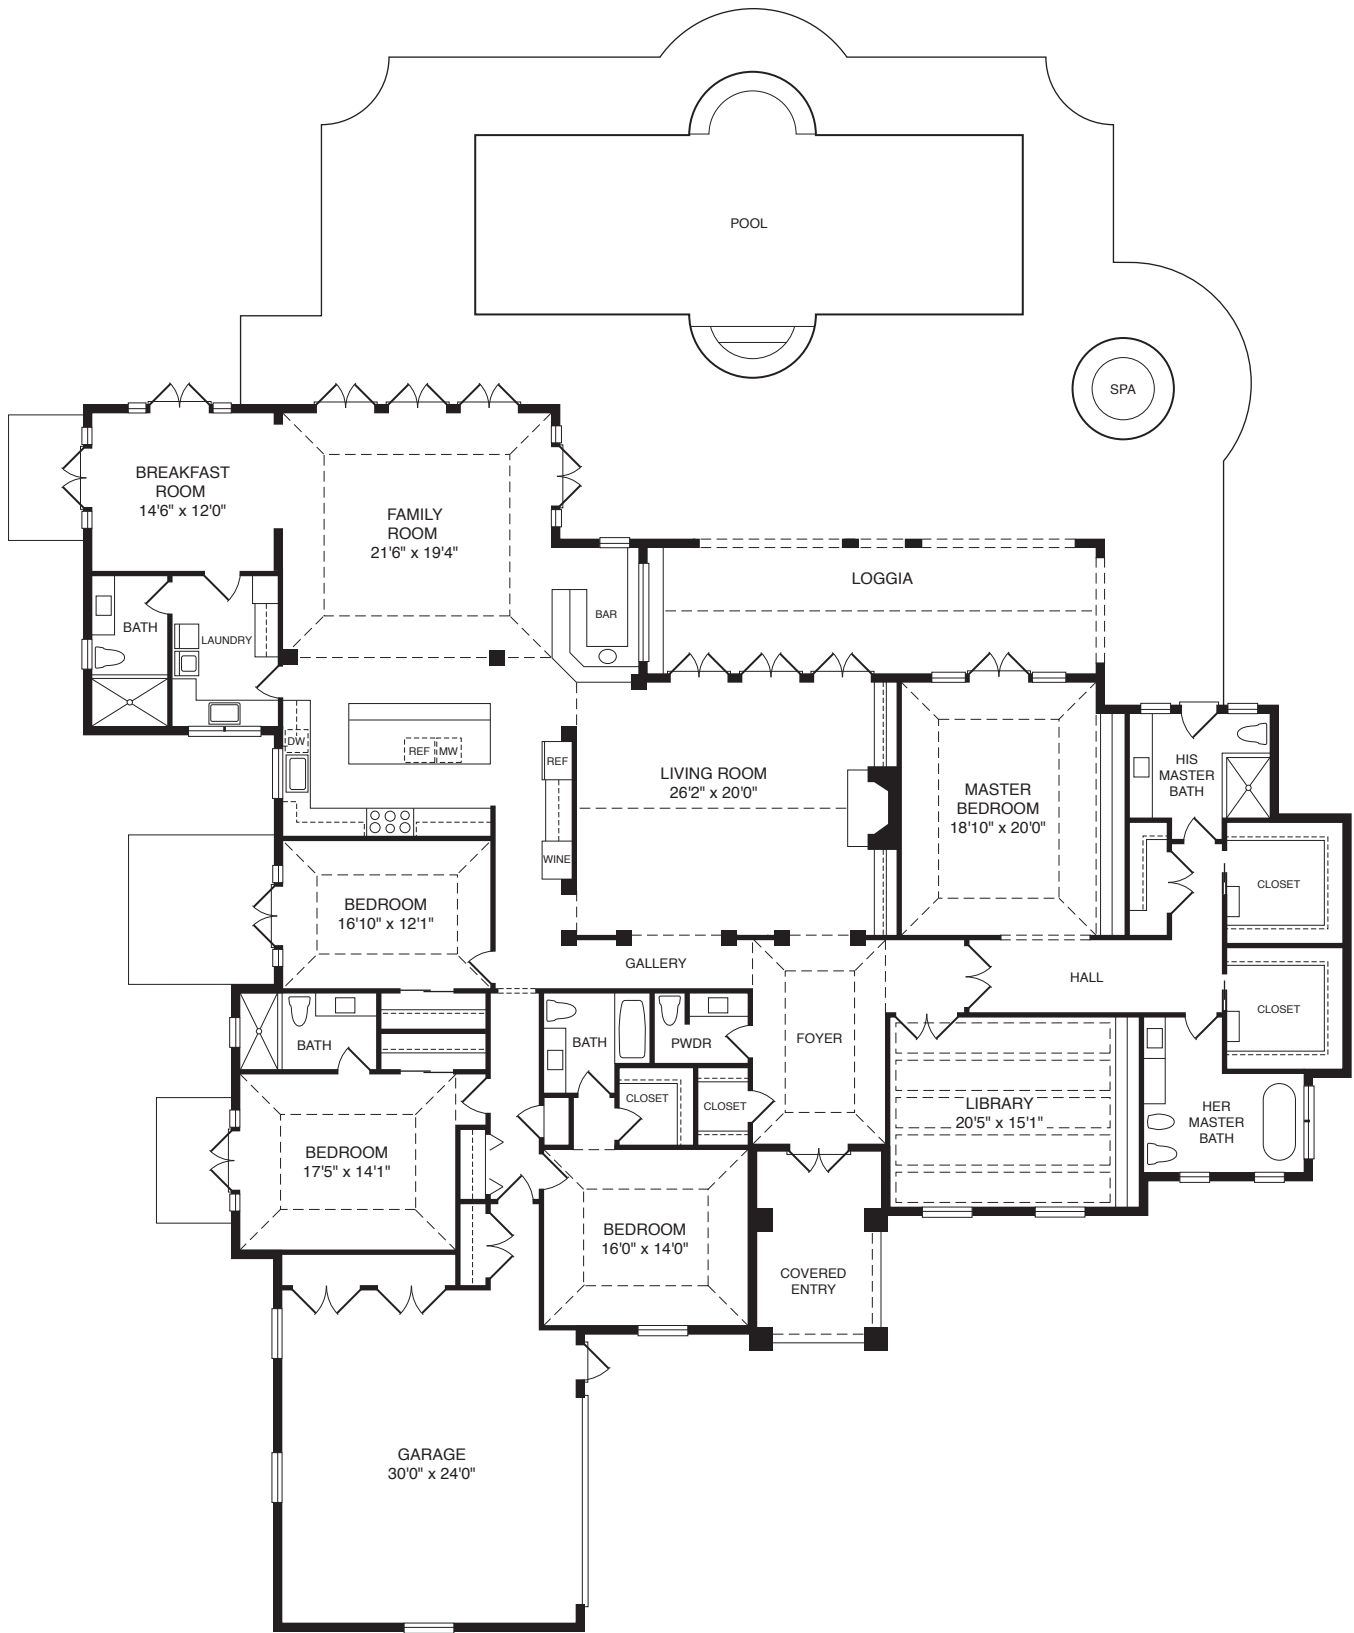 POOL
SPA
BREAKFAST
ROOM
14'6" x 12'0"
FAMILY
ROOM
21'6" x 19'4"
LOGGIA
BAR
BATH
LAUNDRY
DW
REF
MW
REF
WINE
LIVING ROOM
26'2" x 20'0"
MASTER
BEDROOM
18'10" x 20'0"
HIS
MASTER
BATH
CLOSET
BEDROOM
16'10" x 12'1"
GALLERY
HALL
CLOSET
BATH
BATH
PWDR
FOYER
CLOSET
CLOSET
LIBRARY
20'5" x 15'1"
HER
MASTER
BATH
BEDROOM
17'5" x 14'1"
BEDROOM
16'0" x 14'0"
COVERED
ENTRY
GARAGE
30'0" x 24'0"